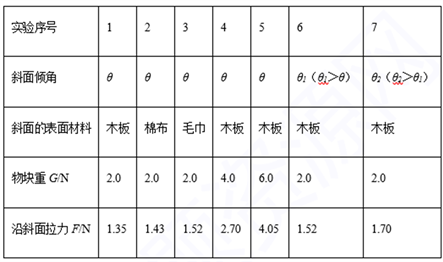 实验序号 1 2 3 4 5 6 7
斜面倾角 θ θ θ θ θ θ₁（θ₁＞θ） θ₂（θ₂＞θ₁）
斜面的表面材料 木板 棉布 毛巾 木板 木板 木板 木板
物块重 G/N 2.0 2.0 2.0 4.0 6.0 2.0 2.0
沿斜面拉力 F/N 1.35 1.43 1.52 2.70 4.05 1.52 1.70